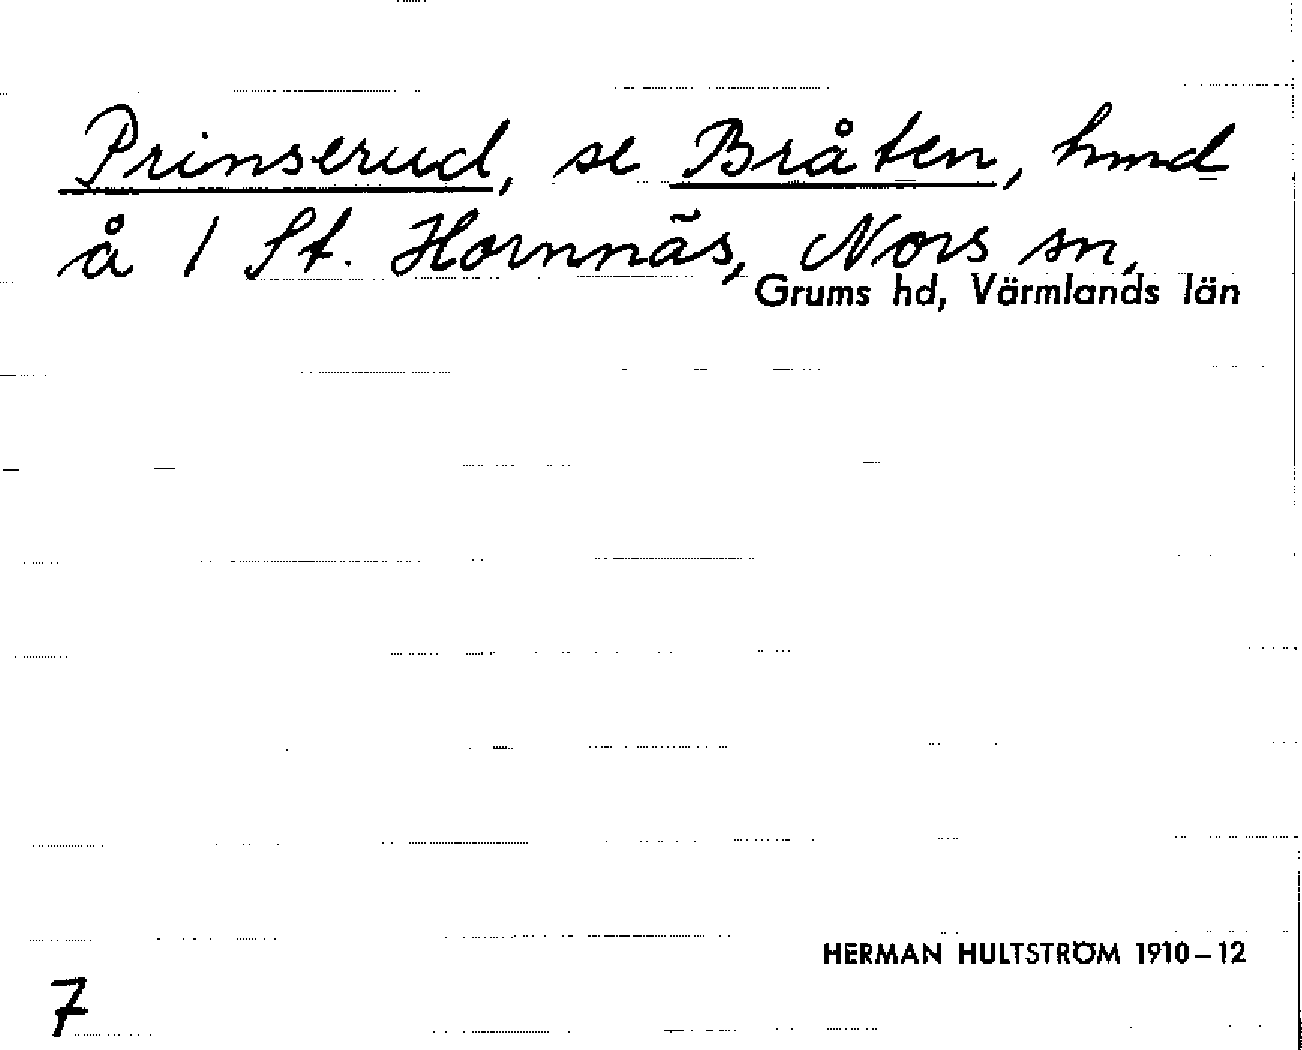 Prinserud, se Bråten, hmd
å 1 St. Hornnäs, Nors sn,
Grums hd, Värmlands län
HERMAN HULTSTRÖM 1910–12
7